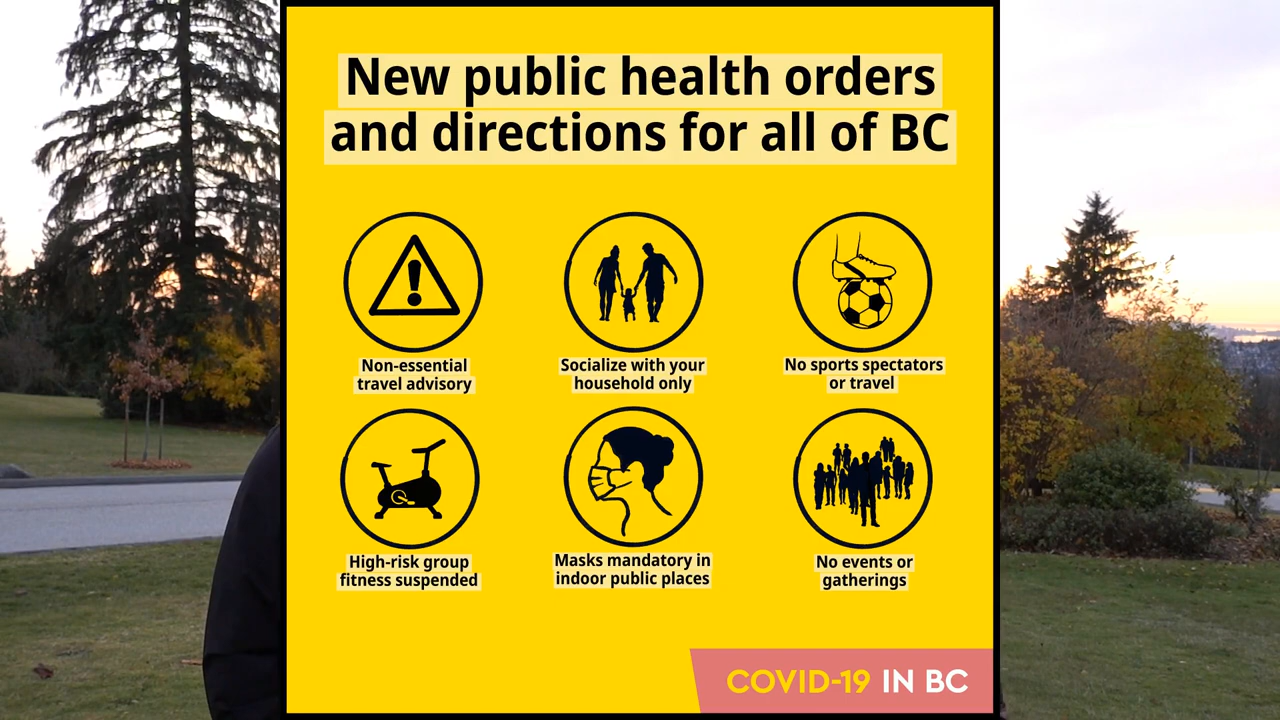 New public health orders
and directions for all of BC
Non-essential
travel advisory
Socialize with your
household only
No sports spectators
or travel
High-risk group
fitness suspended
Masks mandatory in
indoor public places
No events or
gatherings
COVID-19 IN BC